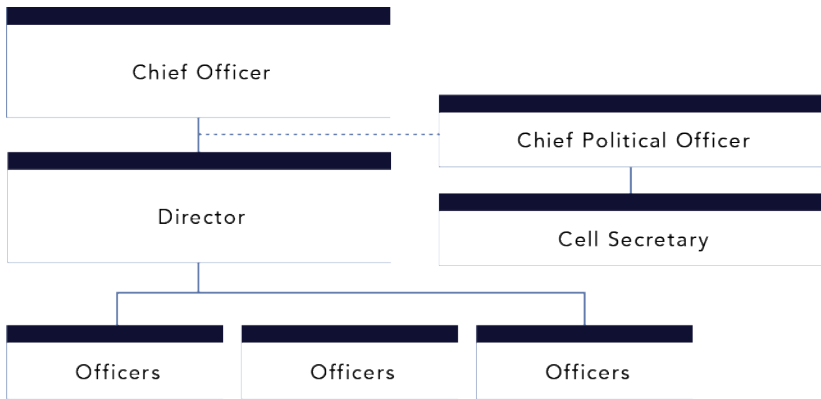 Chief Officer
Chief Political Officer
Director
Cell Secretary
Officers
Officers
Officers